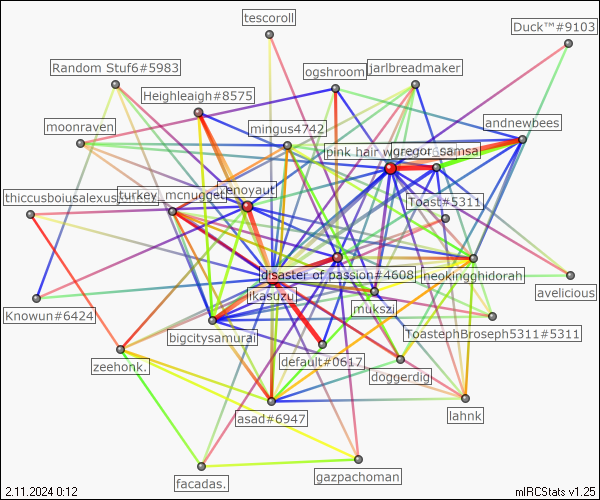 tescoroll
Duck™#9103
Random Stuf6#5983
ogshroom
jarlbreadmaker
Heighleaigh#8575
moonraven
mingus4742
andnewbees
pink hair w
gregor_samsa
thiccusboiusalexus
turkey_mcnugget
enoyaut
Toast#5311
disaster of passion#4608
neokingghidorah
avelicious
ikasuzu
mukszi
Knowun#6424
bigcitysamurai
ToastephBroseph5311#5311
zeehonk.
default#0617
doggerdig
asad#6947
lahnk
facadas.
gazpachoman
2.11.2024 0:12
mIRCStats v1.25